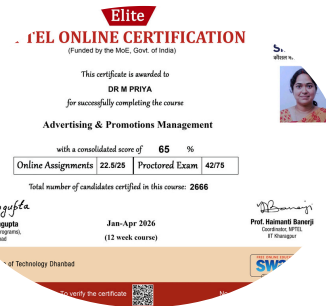 Elite
TEL ONLINE CERTIFICATION
(Funded by the MoE, Govt. of India)
This certificate is awarded to
DR M PRIYA
for successfully completing the course
Advertising & Promotions Management
with a consolidated score of 65 %
Online Assignments 22.5/25 Proctored Exam 42/75
Total number of candidates certified in this course: 2666
Jan-Apr 2026
(12 week course)
Prof. Haimanti Banerji
Coordinator, NPTEL
IIT Kharagpur
of Technology Dhanbad
To verify the certificate